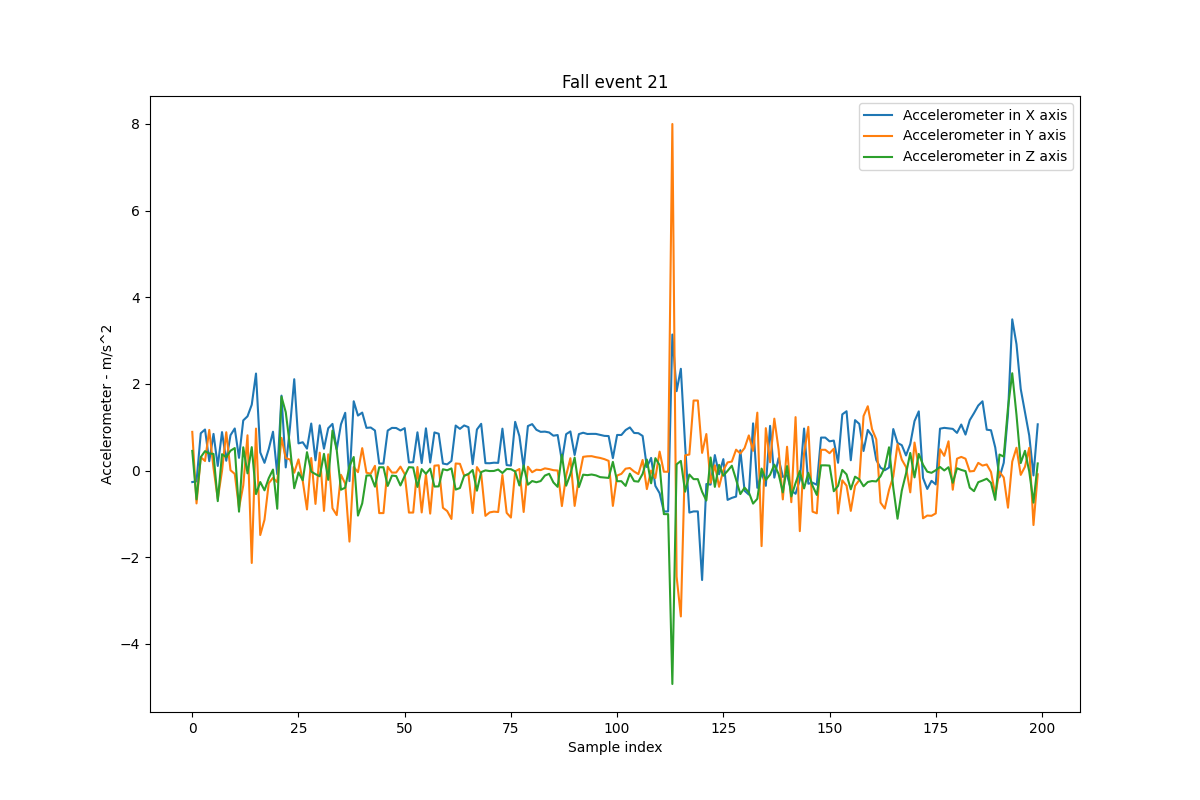 Fall event 21
Accelerometer in X axis
Accelerometer in Y axis
Accelerometer in Z axis
8
6
4
2
0
−2
−4
Accelerometer - m/s^2
0 25 50 75 100 125 150 175 200
Sample index